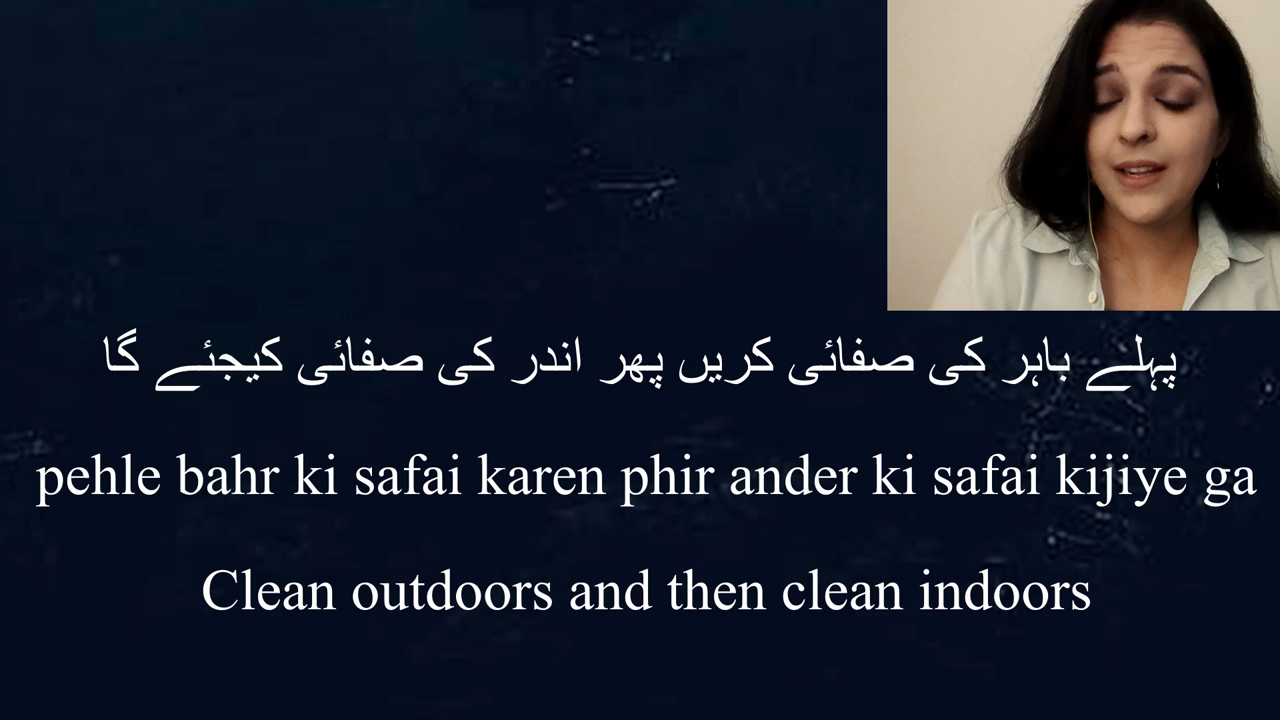 پہلے باہر کی صفائی کریں پھر اندر کی صفائی کیجئے گا
pehle bahr ki safai karen phir ander ki safai kijiye ga
Clean outdoors and then clean indoors